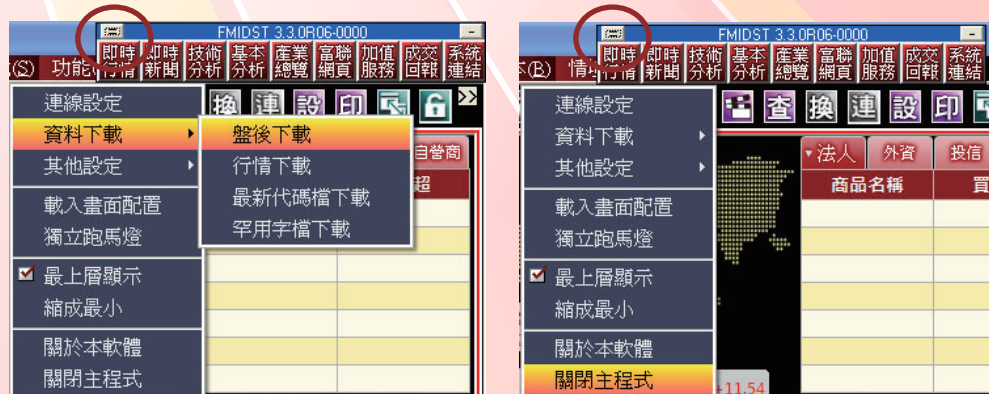 FMIDST 3.3.0R06-0000
即時行情 即時新聞 技術分析 基本分析 產業總覽 富聯網頁 加值服務 成交回報 系統連結
(S) 功能
換 連 設 印
連線設定
資料下載
其他設定
載入畫面配置
獨立跑馬燈
最上層顯示
縮成最小
關於本軟體
關閉主程式
盤後下載
行情下載
最新代碼檔下載
罕用字檔下載
自營商
超
FMIDST 3.3.0R06-0000
即時行情 即時新聞 技術分析 基本分析 產業總覽 富聯網頁 加值服務 成交回報 系統連結
(B) 情
查 換 連 設 印
連線設定
資料下載
其他設定
載入畫面配置
獨立跑馬燈
最上層顯示
縮成最小
關於本軟體
關閉主程式
法人 外資 投信
商品名稱 買
+11.54